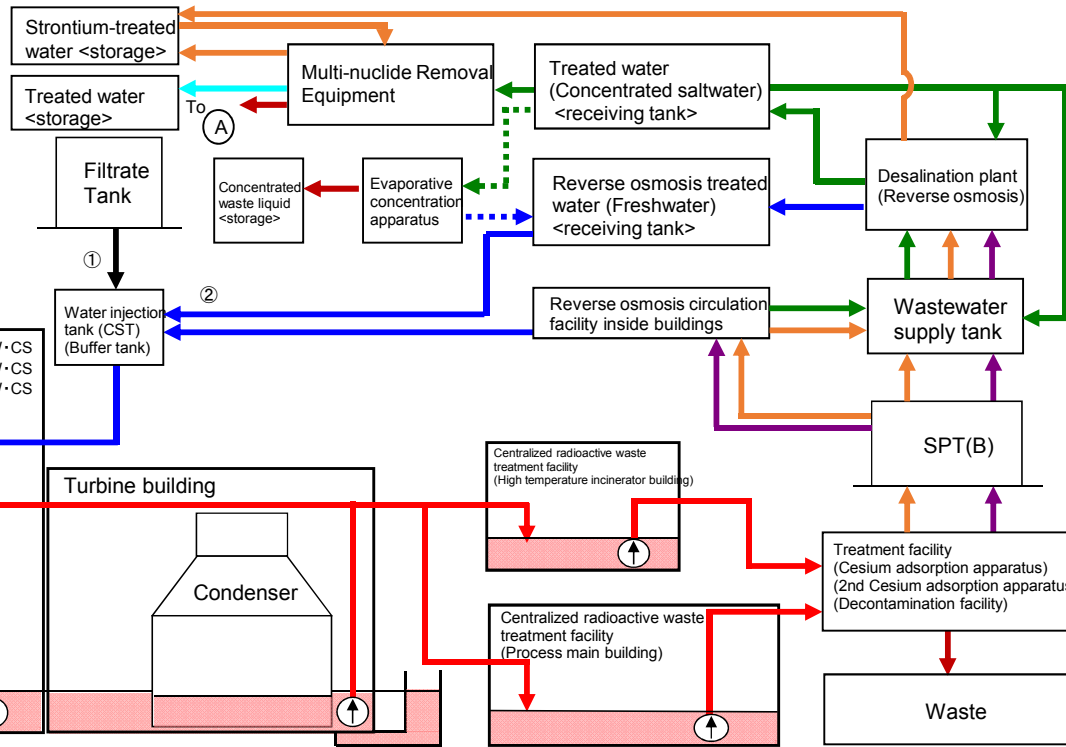 Strontium-treated
water <storage>
Treated water
<storage>
To
A
Multi-nuclide Removal
Equipment
Treated water
(Concentrated saltwater)
<receiving tank>
Filtrate
Tank
Concentrated
waste liquid
<storage>
Evaporative
concentration
apparatus
Reverse osmosis treated
water (Freshwater)
<receiving tank>
Desalination plant
(Reverse osmosis)
①
②
Water injection
tank (CST)
(Buffer tank)
Reverse osmosis circulation
facility inside buildings
Wastewater
supply tank
・CS
・CS
・CS
SPT(B)
Turbine building
Condenser
Centralized radioactive waste
treatment facility
(High temperature incinerator building)
Centralized radioactive waste
treatment facility
(Process main building)
Treatment facility
(Cesium adsorption apparatus)
(2nd Cesium adsorption apparatus
(Decontamination facility)
Waste